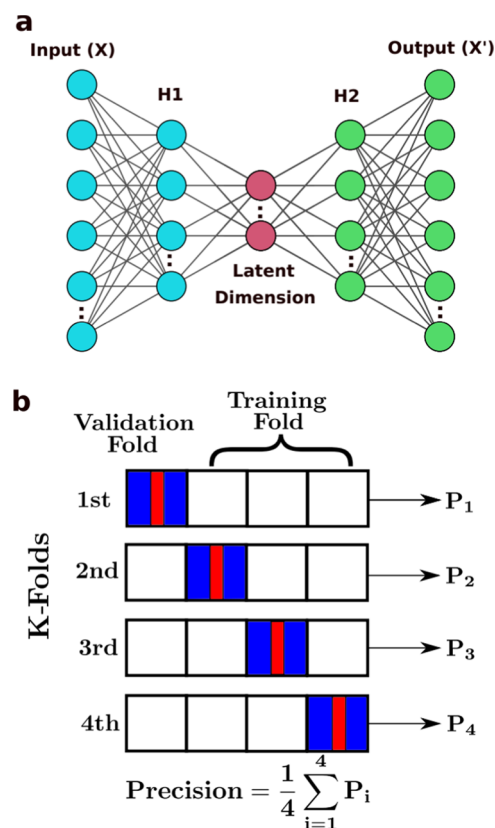 a
Input (X)
Output (X')
H1
H2
Latent
Dimension
b
Validation
Fold
Training
Fold
K-Folds
1st
P₁
2nd
P₂
3rd
P₃
4th
P₄
Precision = 1/4 ∑_{i=1}^{4} Pᵢ